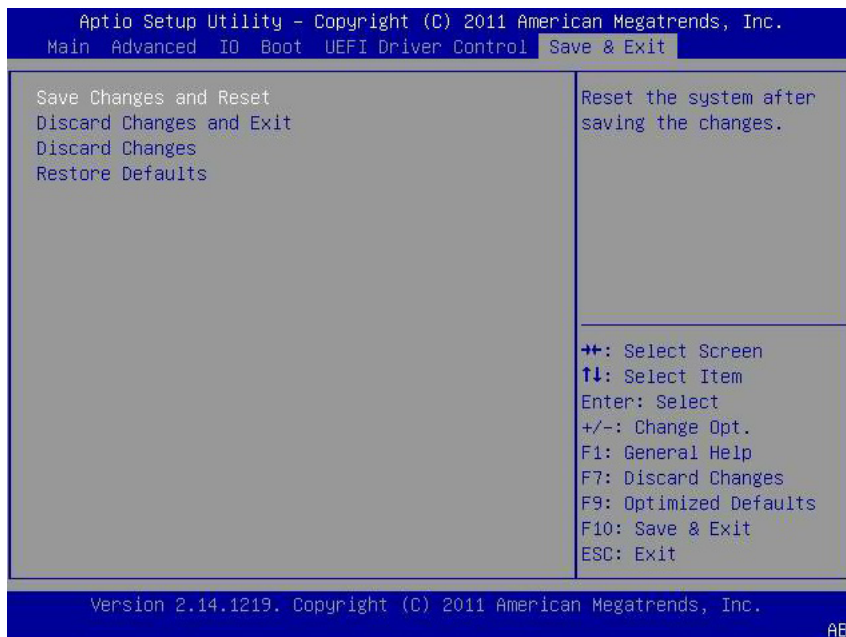 Aptio Setup Utility – Copyright (C) 2011 American Megatrends, Inc.
Main Advanced IO Boot UEFI Driver Control Save & Exit
Save Changes and Reset
Discard Changes and Exit
Discard Changes
Restore Defaults
Reset the system after
saving the changes.
→←: Select Screen
↑↓: Select Item
Enter: Select
+/-: Change Opt.
F1: General Help
F7: Discard Changes
F9: Optimized Defaults
F10: Save & Exit
ESC: Exit
Version 2.14.1219. Copyright (C) 2011 American Megatrends, Inc.
AB